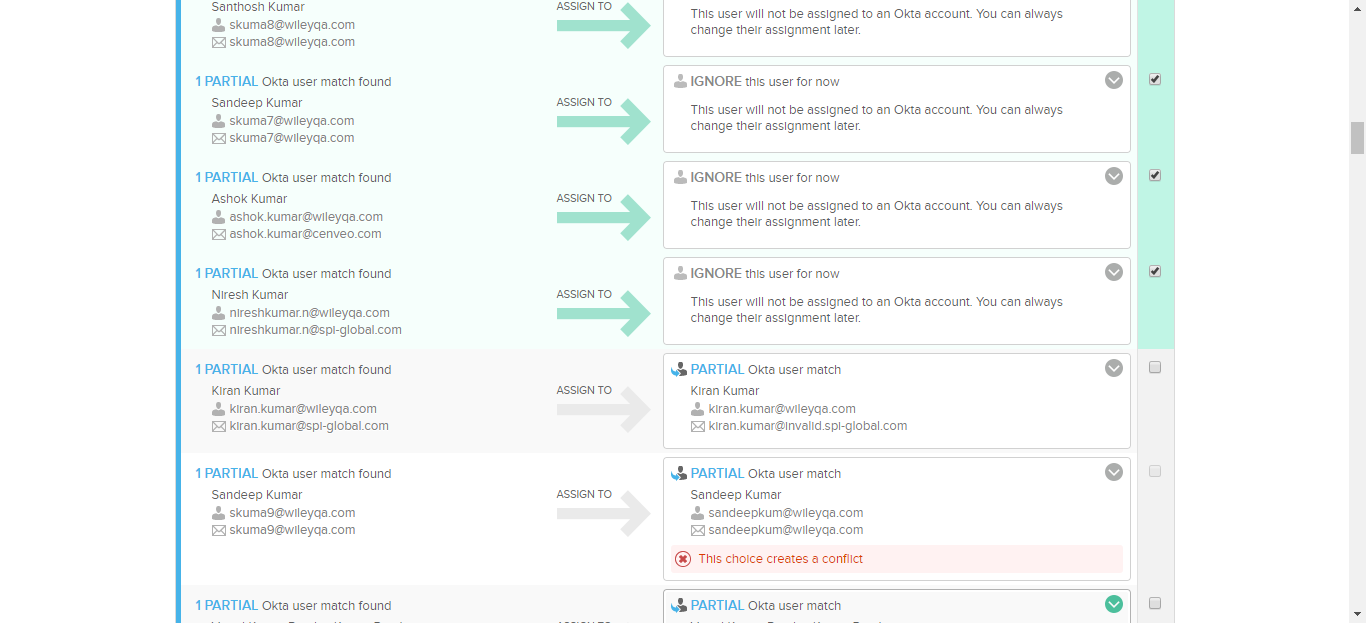 Santhosh Kumar
skuma8@wileyqa.com
skuma8@wileyqa.com
ASSIGN TO
This user will not be assigned to an Okta account. You can always
change their assignment later.
1 PARTIAL Okta user match found
Sandeep Kumar
skuma7@wileyqa.com
skuma7@wileyqa.com
ASSIGN TO
IGNORE this user for now
This user will not be assigned to an Okta account. You can always
change their assignment later.
1 PARTIAL Okta user match found
Ashok Kumar
ashok.kumar@wileyqa.com
ashok.kumar@cenveo.com
ASSIGN TO
IGNORE this user for now
This user will not be assigned to an Okta account. You can always
change their assignment later.
1 PARTIAL Okta user match found
Niresh Kumar
nireshkumar.n@wileyqa.com
nireshkumar.n@spi-global.com
ASSIGN TO
IGNORE this user for now
This user will not be assigned to an Okta account. You can always
change their assignment later.
1 PARTIAL Okta user match found
Kiran Kumar
kiran.kumar@wileyqa.com
kiran.kumar@spi-global.com
ASSIGN TO
PARTIAL Okta user match
Kiran Kumar
kiran.kumar@wileyqa.com
kiran.kumar@invalid.spi-global.com
1 PARTIAL Okta user match found
Sandeep Kumar
skuma9@wileyqa.com
skuma9@wileyqa.com
ASSIGN TO
PARTIAL Okta user match
Sandeep Kumar
sandeepkum@wileyqa.com
sandeepkum@wileyqa.com
This choice creates a conflict
1 PARTIAL Okta user match found
PARTIAL Okta user match